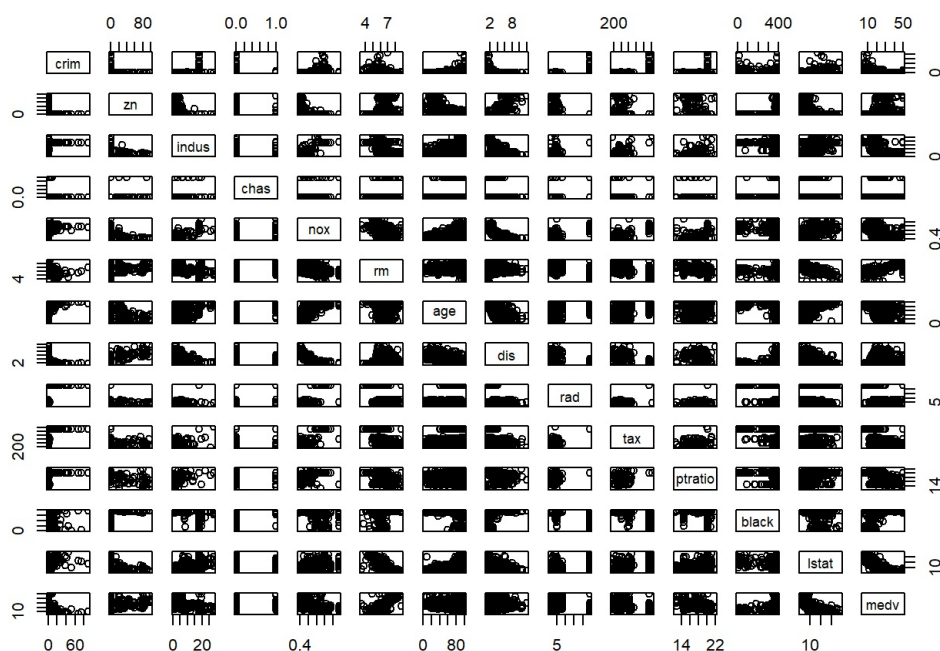 0 80 0.0 1.0 4 7 2 8 200 0 400 10 50
crim 0
0 zn
indus 0
0.0 chas
nox 0.4
4 rm
age 0
2 dis
rad 5
200 tax
ptratio 14
0 black
lstat 10
10 medv
0 60 0 20 0.4 0 80 5 14 22 10